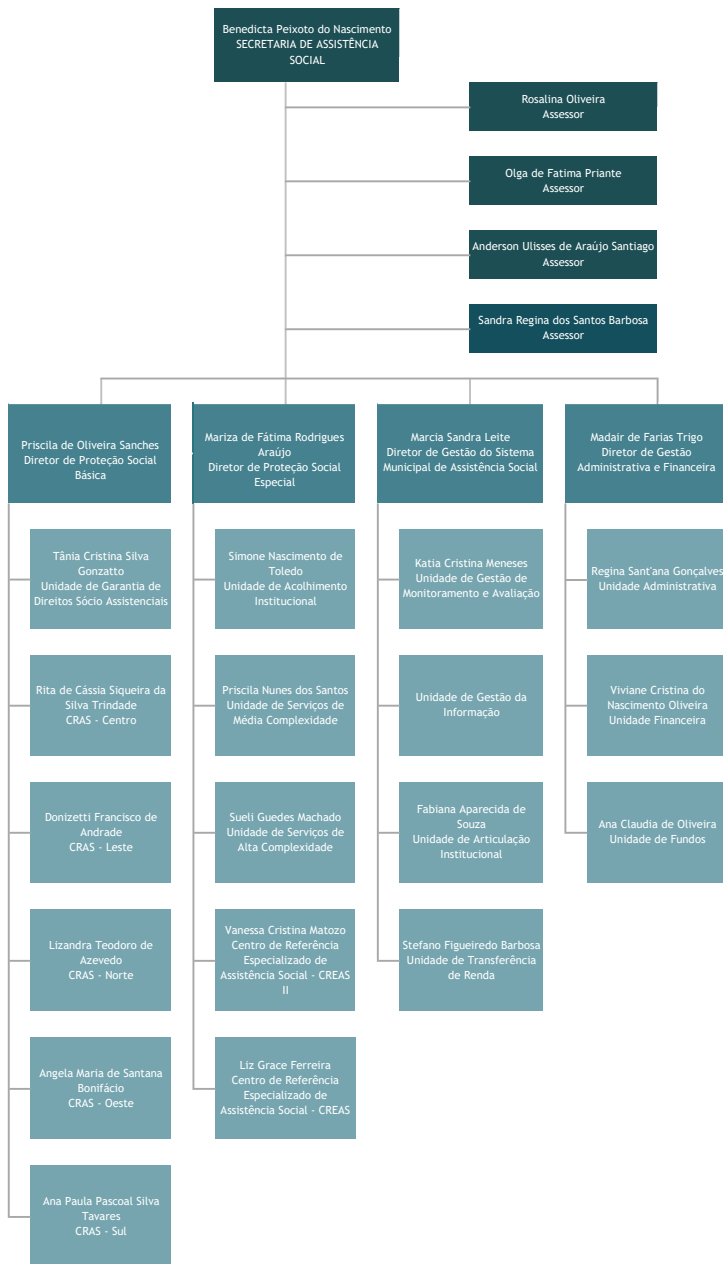 Benedicta Peixoto do Nascimento
SECRETARIA DE ASSISTÊNCIA
SOCIAL
Rosalina Oliveira
Assessor
Olga de Fatima Priante
Assessor
Anderson Ulisses de Araújo Santiago
Assessor
Sandra Regina dos Santos Barbosa
Assessor
Priscila de Oliveira Sanches
Diretor de Proteção Social
Básica
Mariza de Fátima Rodrigues
Araújo
Diretor de Proteção Social
Especial
Marcia Sandra Leite
Diretor de Gestão do Sistema
Municipal de Assistência Social
Madair de Farias Trigo
Diretor de Gestão
Administrativa e Financeira
Tânia Cristina Silva
Gonzatto
Unidade de Garantia de
Direitos Sócio Assistenciais
Simone Nascimento de
Toledo
Unidade de Acolhimento
Institucional
Katia Cristina Meneses
Unidade de Gestão de
Monitoramento e Avaliação
Regina Sant'ana Gonçalves
Unidade Administrativa
Rita de Cássia Siqueira da
Silva Trindade
CRAS - Centro
Priscila Nunes dos Santos
Unidade de Serviços de
Média Complexidade
Unidade de Gestão da
Informação
Viviane Cristina do
Nascimento Oliveira
Unidade Financeira
Donizetti Francisco de
Andrade
CRAS - Leste
Sueli Guedes Machado
Unidade de Serviços de
Alta Complexidade
Fabiana Aparecida de
Souza
Unidade de Articulação
Institucional
Ana Claudia de Oliveira
Unidade de Fundos
Lizandra Teodoro de
Azevedo
CRAS - Norte
Vanessa Cristina Matozo
Centro de Referência
Especializado de
Assistência Social - CREAS
II
Stefano Figueiredo Barbosa
Unidade de Transferência
de Renda
Angela Maria de Santana
Bonifácio
CRAS - Oeste
Liz Grace Ferreira
Centro de Referência
Especializado de
Assistência Social - CREAS
Ana Paula Pascoal Silva
Tavares
CRAS - Sul